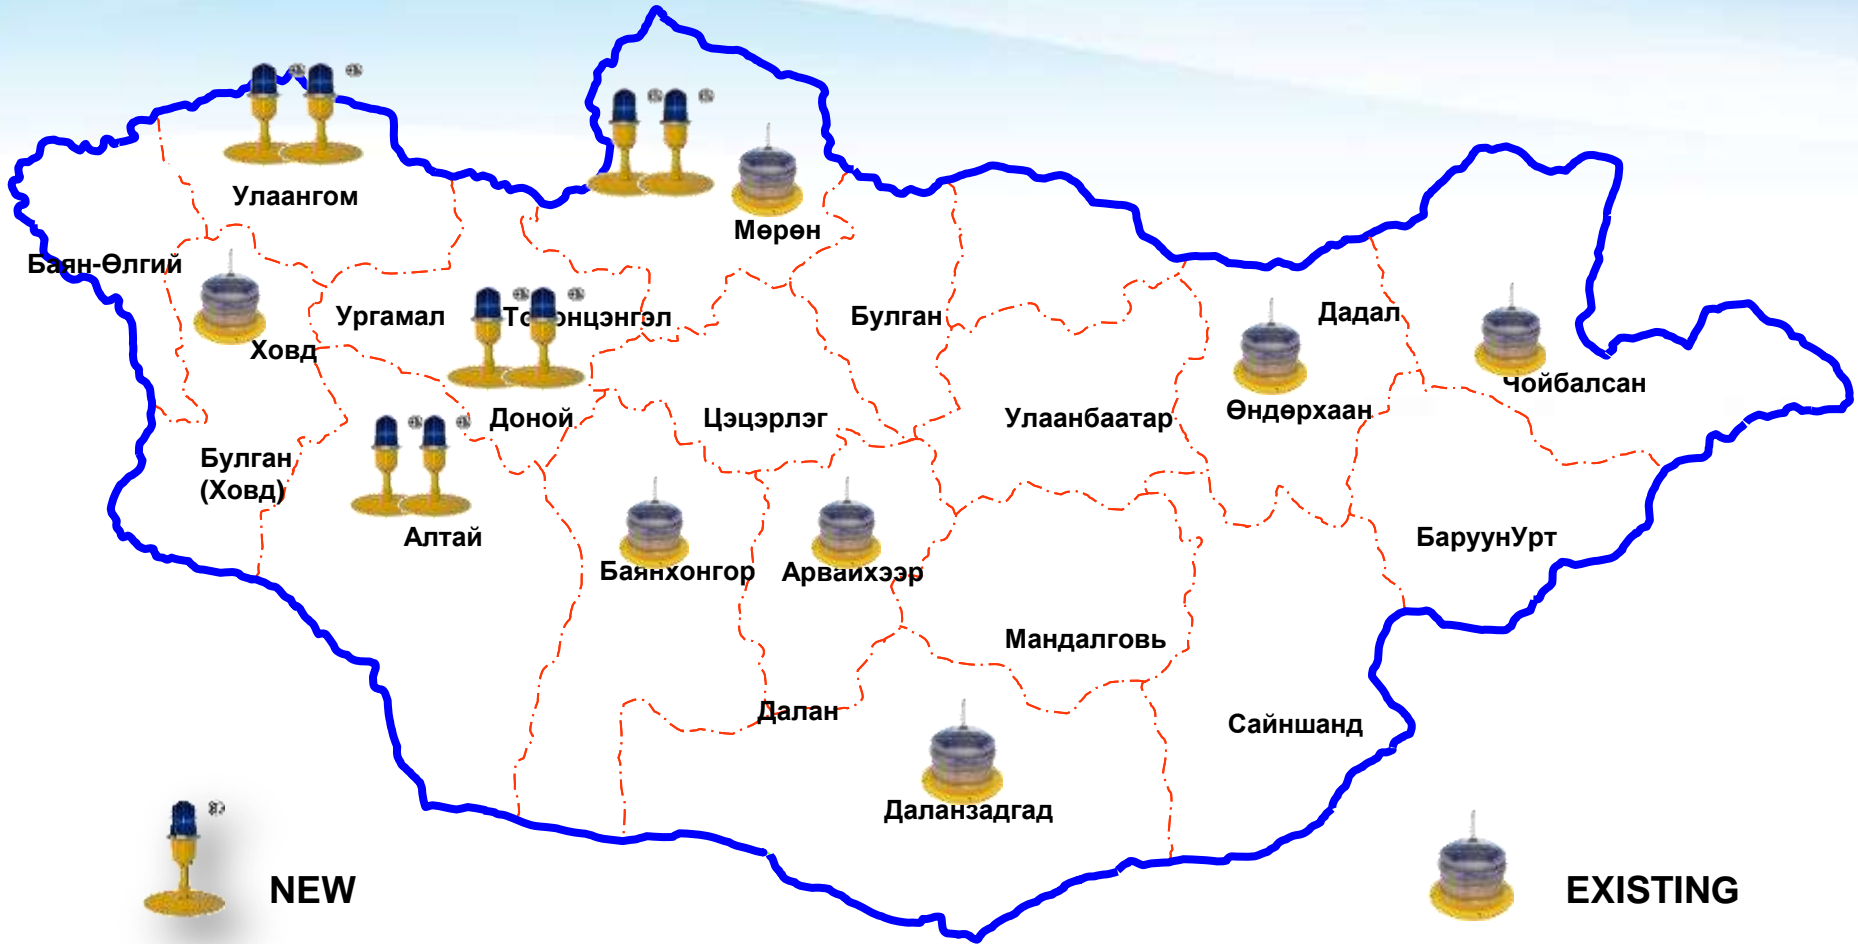 Улаангом
Мөрөн
Баян-Өлгий
Ургамал
Булган
Дадал
Ховд
Чойбалсан
Доной
Цэцэрлэг
Улаанбаатар
Өндөрхаан
Булган
(Ховд)
Алтай
БаруунУрт
Баянхонгор
Арвайхээр
Мандалговь
Далан
Сайншанд
Даланзадгад
NEW
EXISTING